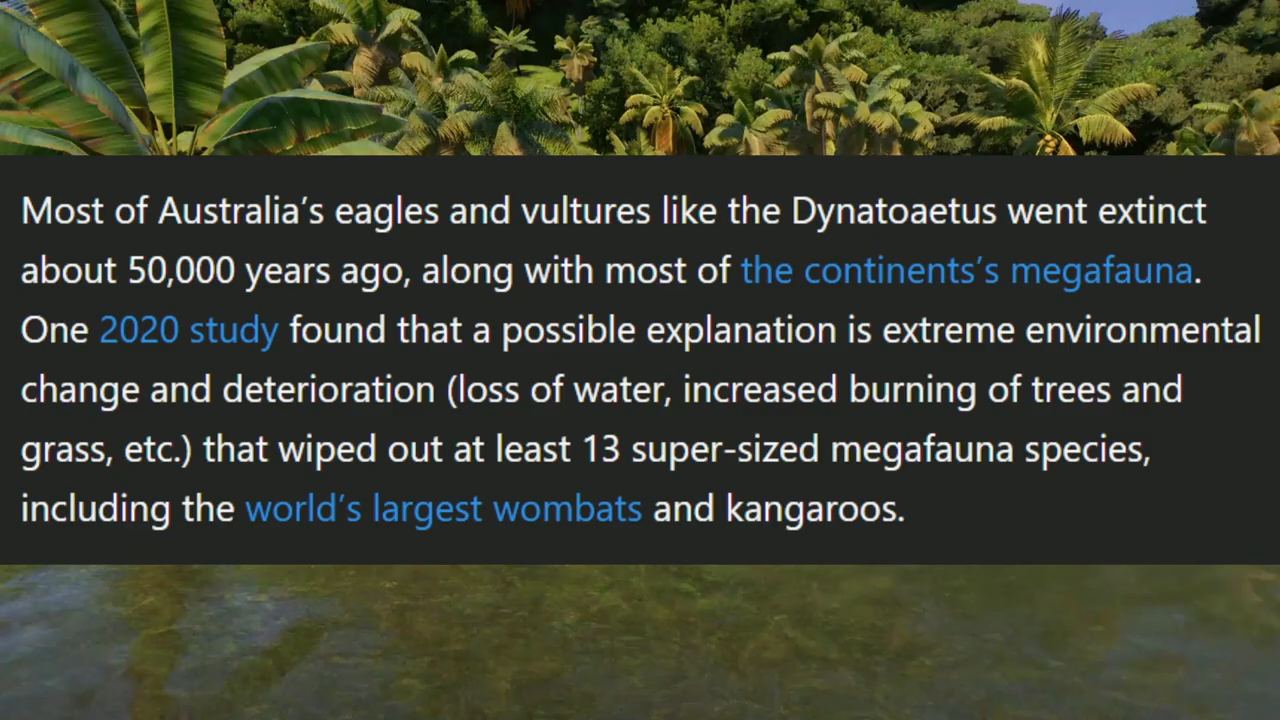 Most of Australia’s eagles and vultures like the Dynatoaetus went extinct
about 50,000 years ago, along with most of the continents’s megafauna.
One 2020 study found that a possible explanation is extreme environmental
change and deterioration (loss of water, increased burning of trees and
grass, etc.) that wiped out at least 13 super-sized megafauna species,
including the world’s largest wombats and kangaroos.